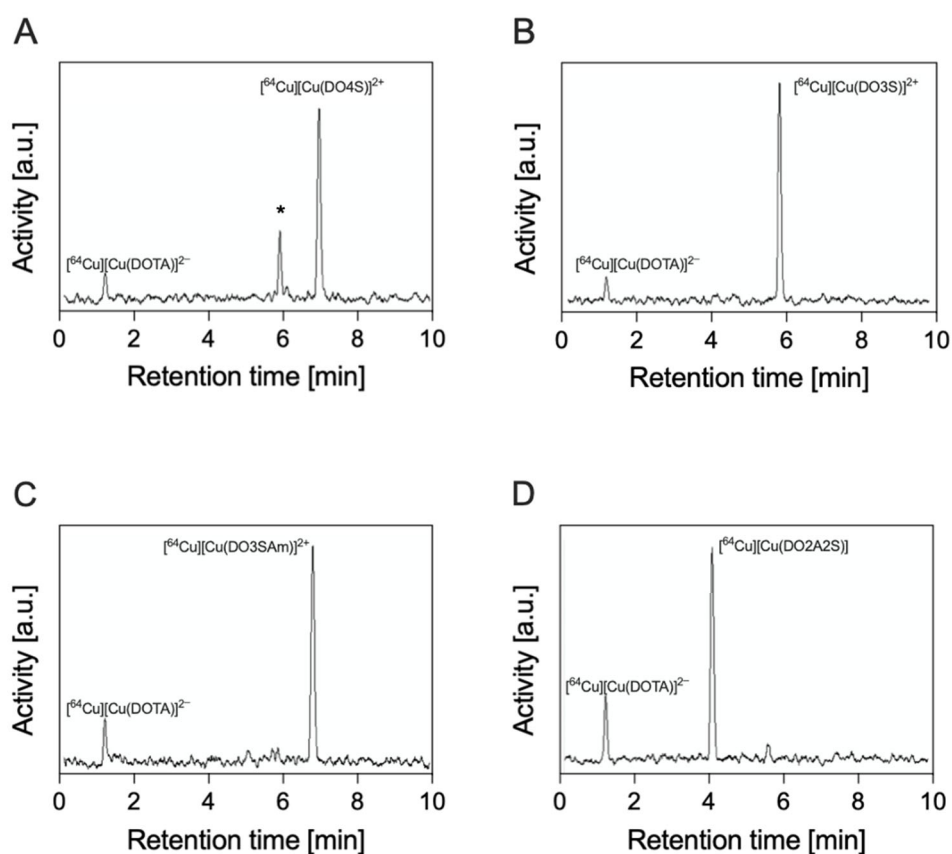 A
[⁶⁴Cu][Cu(DO4S)]²⁺
*
[⁶⁴Cu][Cu(DOTA)]²⁻
Activity [a.u.]
0 2 4 6 8 10
Retention time [min]
B
[⁶⁴Cu][Cu(DO3S)]²⁺
[⁶⁴Cu][Cu(DOTA)]²⁻
Activity [a.u.]
0 2 4 6 8 10
Retention time [min]
C
[⁶⁴Cu][Cu(DO3SAm)]²⁺
[⁶⁴Cu][Cu(DOTA)]²⁻
Activity [a.u.]
0 2 4 6 8 10
Retention time [min]
D
[⁶⁴Cu][Cu(DO2A2S)]
[⁶⁴Cu][Cu(DOTA)]²⁻
Activity [a.u.]
0 2 4 6 8 10
Retention time [min]